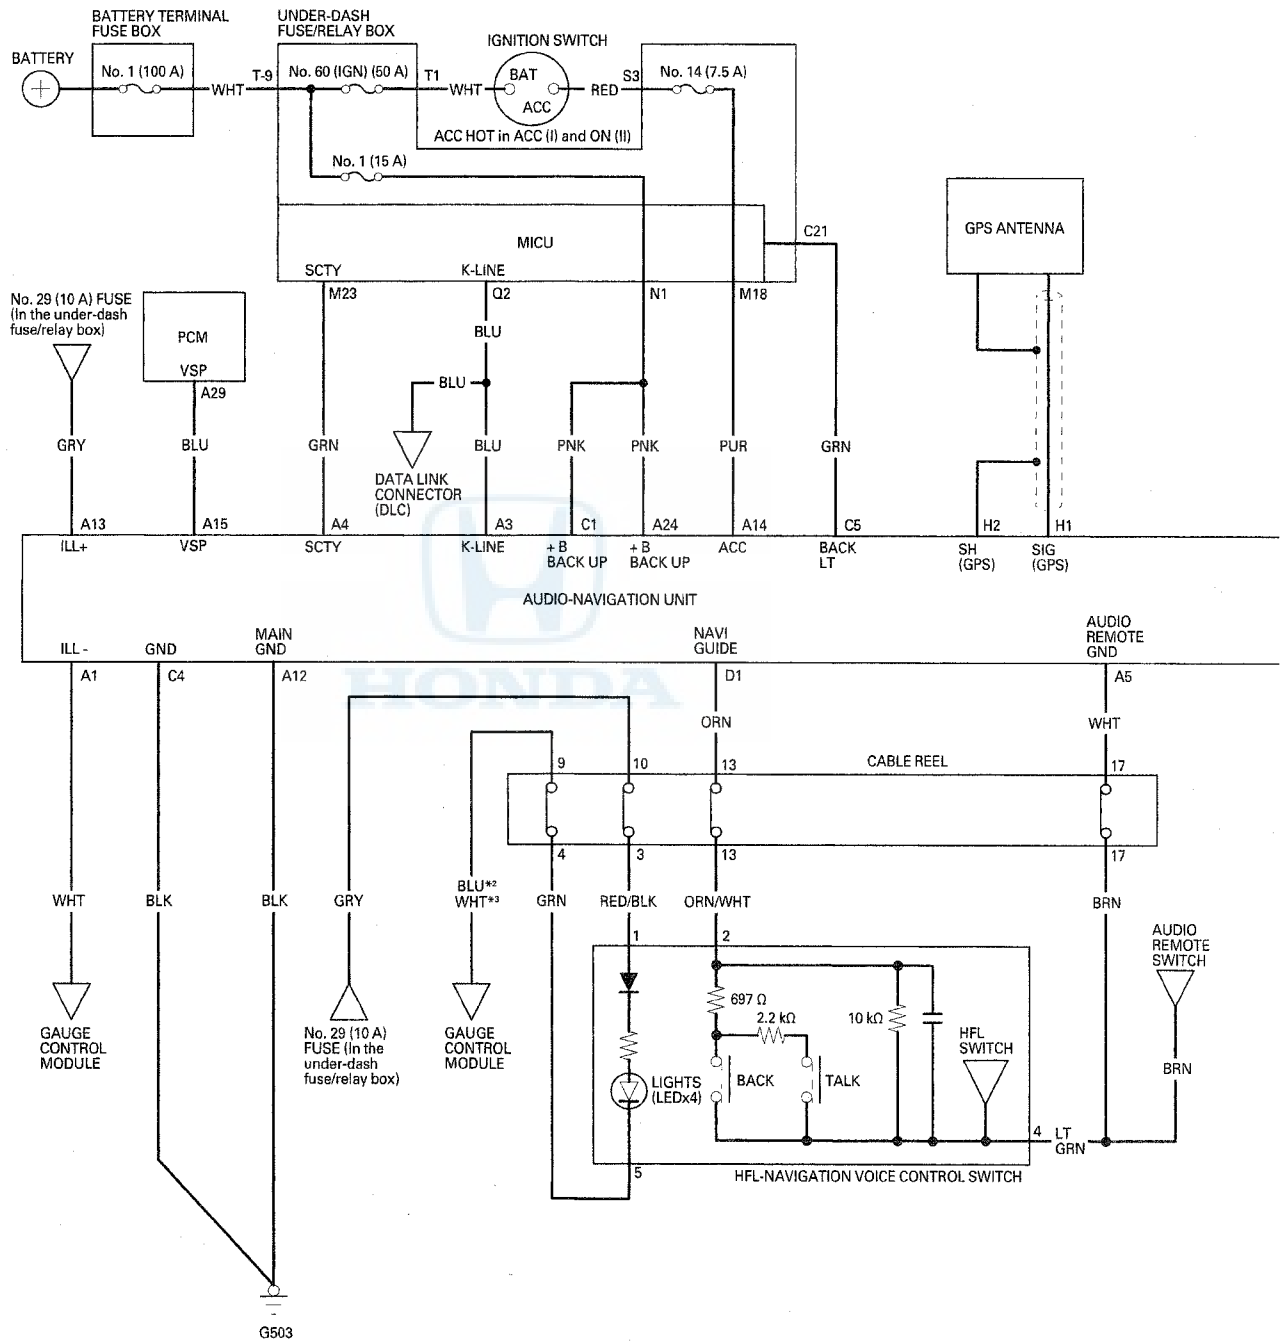 BATTERY TERMINAL
FUSE BOX
UNDER-DASH
FUSE/RELAY BOX
IGNITION SWITCH
BATTERY
No. 1 (100 A)
WHT
T-9
No. 60 (IGN) (50 A)
T1
WHT
BAT
ACC
RED
S3
No. 14 (7.5 A)
ACC HOT in ACC (I) and ON (II)
No. 1 (15 A)
MICU
C21
GPS ANTENNA
SCTY
K-LINE
M23
Q2
N1
M18
No. 29 (10 A) FUSE
(In the under-dash
fuse/relay box)
PCM
VSP
A29
BLU
BLU
GRY
BLU
GRN
BLU
PNK
PNK
PUR
GRN
DATA LINK
CONNECTOR
(DLC)
A13
A15
A4
A3
C1
A24
A14
C5
H2
H1
ILL+
VSP
SCTY
K-LINE
+ B
BACK UP
+ B
BACK UP
ACC
BACK
LT
SH
(GPS)
SIG
(GPS)
AUDIO-NAVIGATION UNIT
ILL -
GND
MAIN
GND
NAVI
GUIDE
AUDIO
REMOTE
GND
A1
C4
A12
D1
A5
HONDA
ORN
WHT
9
10
13
CABLE REEL
17
4
3
13
17
WHT
BLK
BLK
GRY
BLU*2
WHT*3
GRN
RED/BLK
ORN/WHT
BRN
1
2
AUDIO
REMOTE
SWITCH
697 Ω
2.2 kΩ
10 kΩ
HFL
SWITCH
GAUGE
CONTROL
MODULE
No. 29 (10 A)
FUSE (In the
under-dash
fuse/relay box)
GAUGE
CONTROL
MODULE
LIGHTS
(LEDx4)
BACK
TALK
BRN
4
LT
GRN
5
HFL-NAVIGATION VOICE CONTROL SWITCH
G503